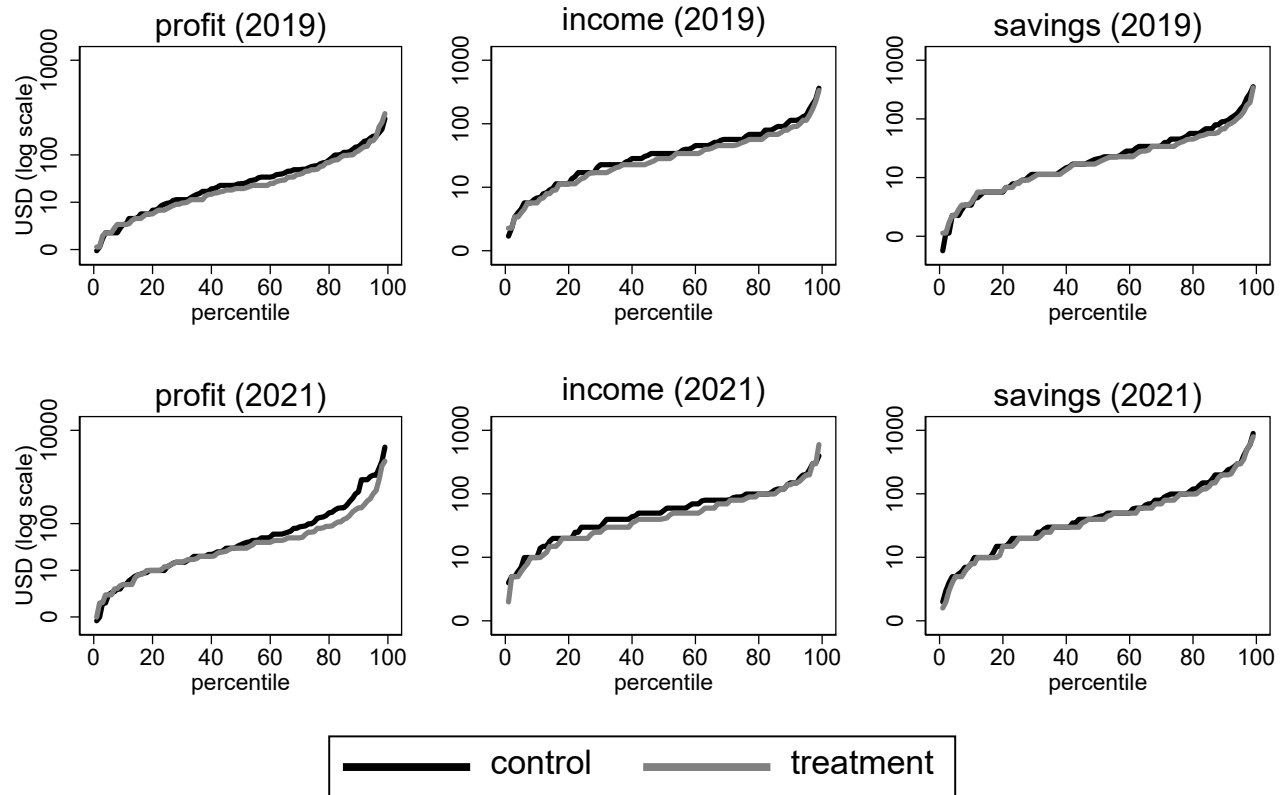 profit (2019)
income (2019)
savings (2019)
USD (log scale)
0 10 100 10000
0 20 40 60 80 100
percentile
0 10 100 1000
0 20 40 60 80 100
percentile
0 10 100 1000
0 20 40 60 80 100
percentile
profit (2021)
income (2021)
savings (2021)
USD (log scale)
0 10 100 10000
0 20 40 60 80 100
percentile
0 10 100 1000
0 20 40 60 80 100
percentile
0 10 100 1000
0 20 40 60 80 100
percentile
control treatment